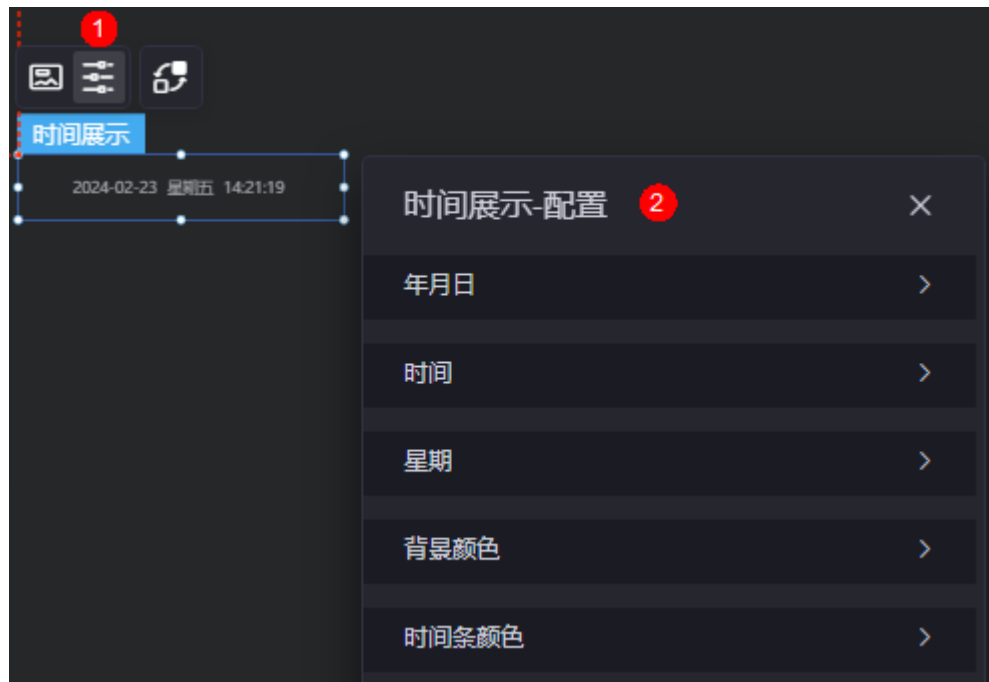 1
时间展示
2024-02-23 星期五 14:21:19
时间展示-配置 2
年月日
时间
星期
背景颜色
时间条颜色